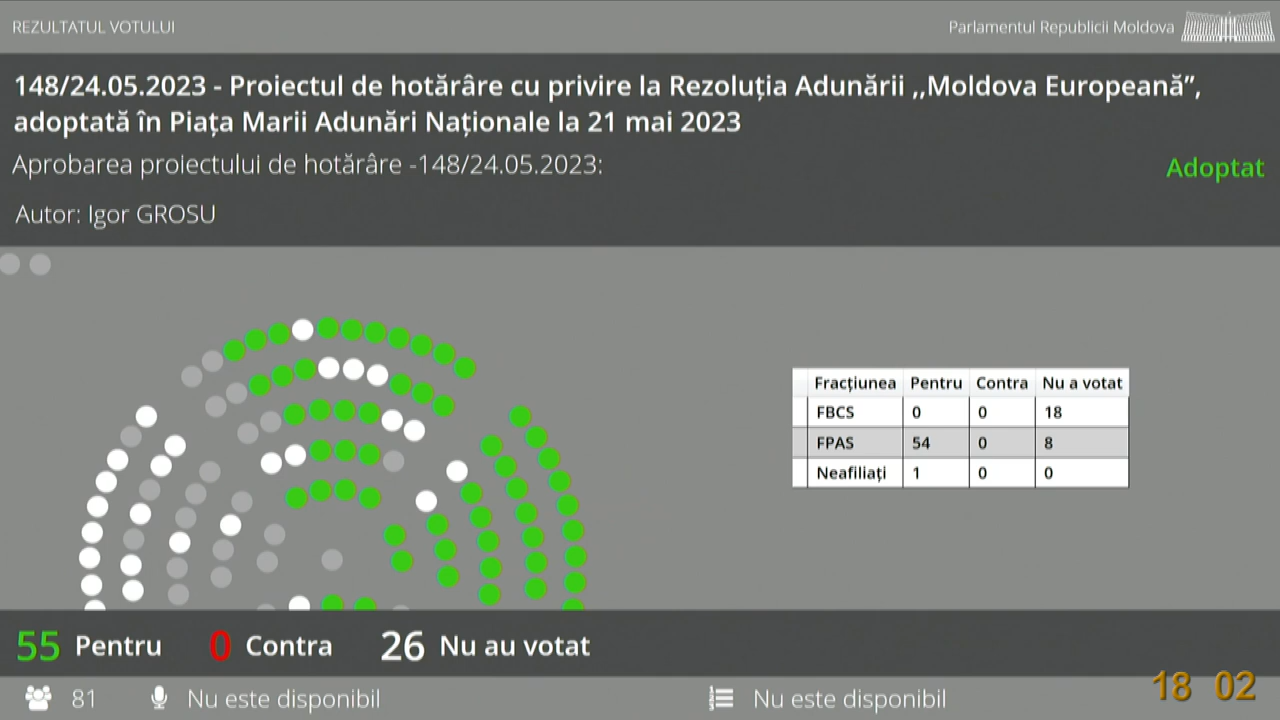 REZULTATUL VOTULUI
Parlamentul Republicii Moldova
148/24.05.2023 - Proiectul de hotărâre cu privire la Rezoluția Adunării ,,Moldova Europeană”,
adoptată în Piața Marii Adunări Naționale la 21 mai 2023
Aprobarea proiectului de hotărâre -148/24.05.2023:
Adoptat
Autor: Igor GROSU
Fracțiunea Pentru Contra Nu a votat
FBCS 0 0 18
FPAS 54 0 8
Neafiliați 1 0 0
55 Pentru 0 Contra 26 Nu au votat
81 Nu este disponibil Nu este disponibil
18 02